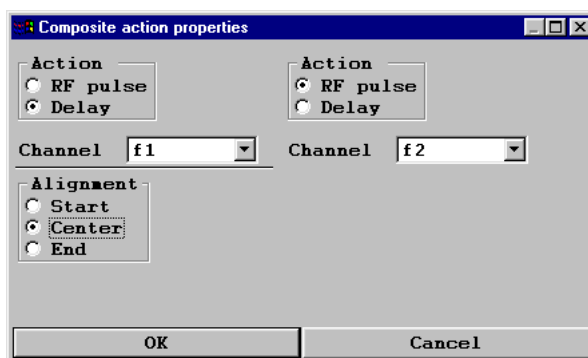 Composite action properties
Action Action
RF pulse RF pulse
Delay Delay
Channel f1 Channel f2
Alignment
Start
Center
End
OK Cancel